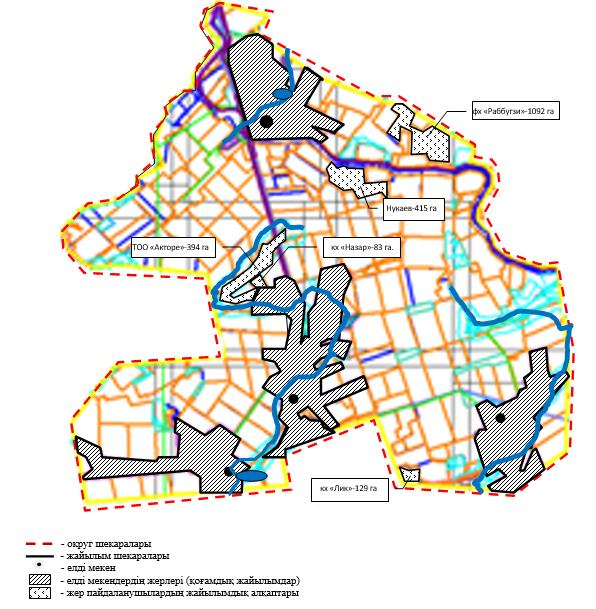 фх «Раббугзи»-1092 га
Нукаев-415 га
ТОО «Акторе»-394 га
кх «Назар»-83 га.
кх «Лик»-129 га
- округ шекаралары
- жайылым шекаралары
- елді мекен
- елді мекендердің жерлері (қоғамдық жайылымдар)
- жер пайдаланушылардың жайылымдық алқаптары